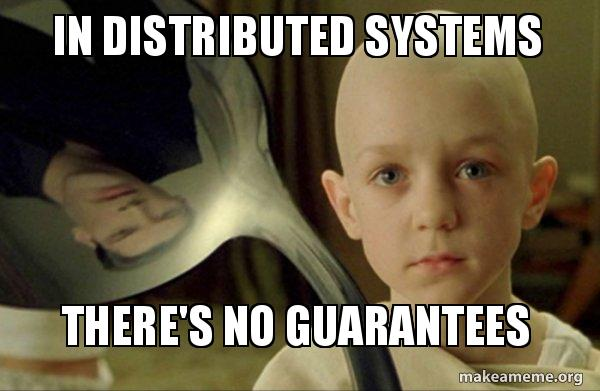 IN DISTRIBUTED SYSTEMS
THERE'S NO GUARANTEES
makeameme.org